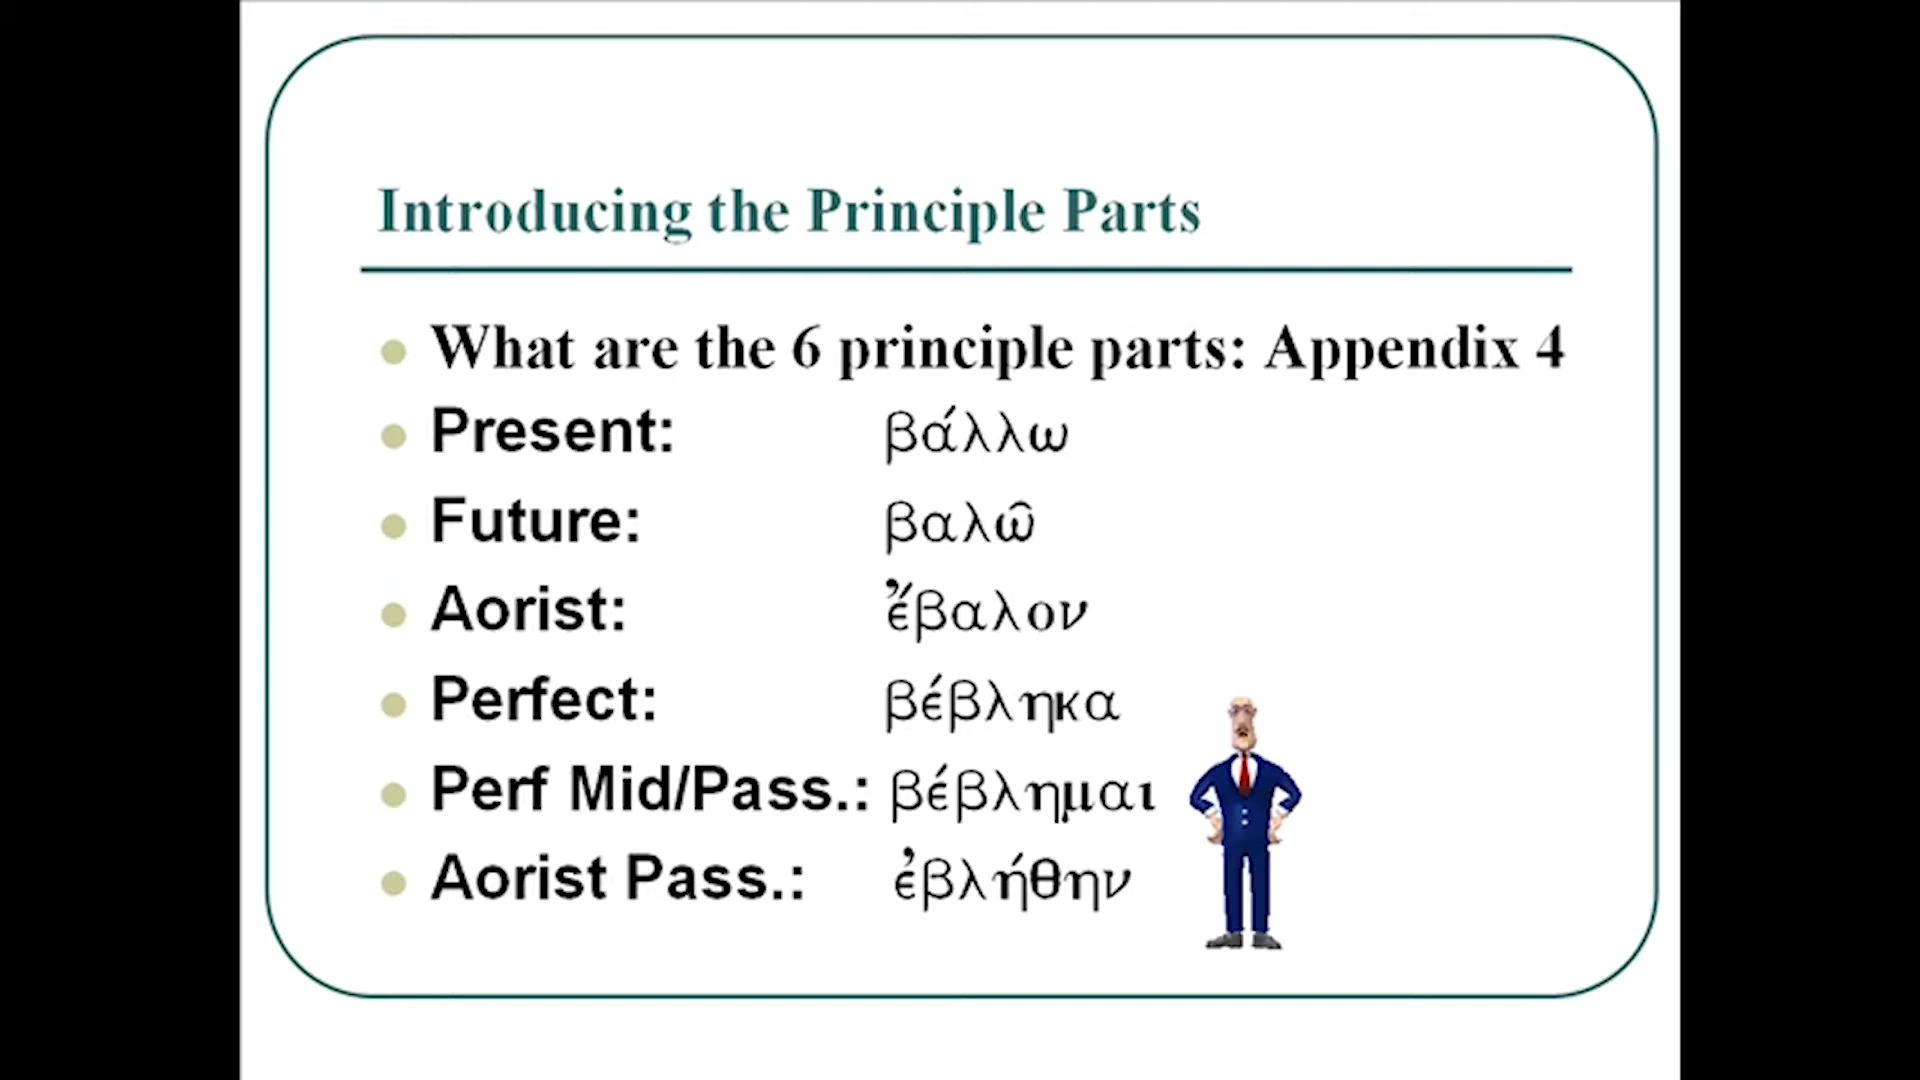 Introducing the Principle Parts
What are the 6 principle parts: Appendix 4
Present: βάλλω
Future: βαλῶ
Aorist: ἔβαλον
Perfect: βέβληκα
Perf Mid/Pass.: βέβλημαι
Aorist Pass.: ἐβλήθην